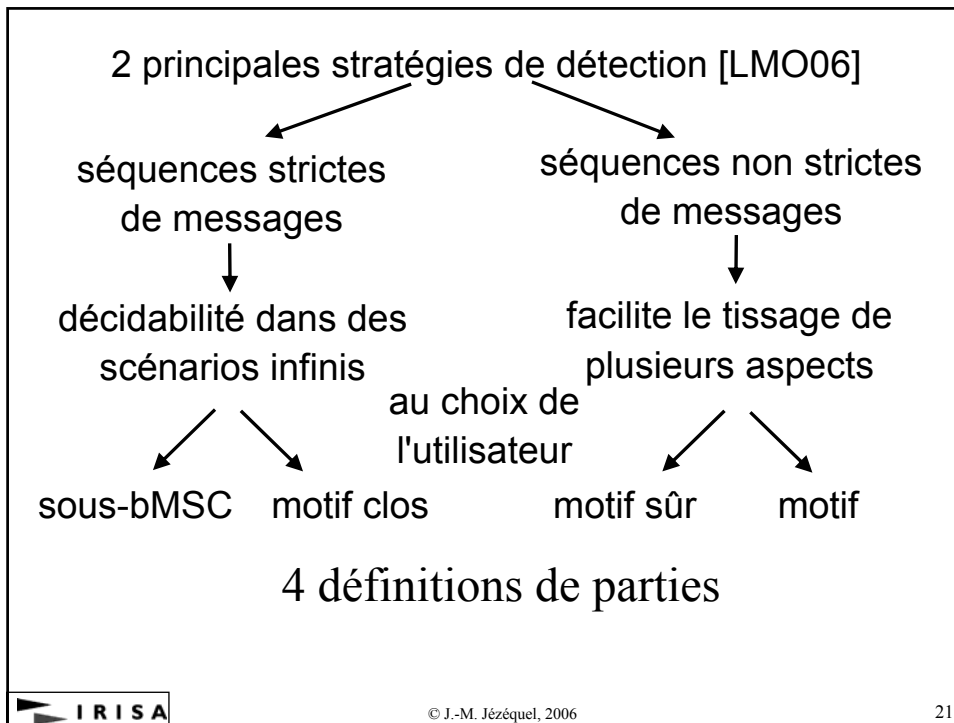 2 principales stratégies de détection [LMO06]
séquences strictes
de messages
séquences non strictes
de messages
décidabilité dans des
scénarios infinis
facilite le tissage de
plusieurs aspects
au choix de
l'utilisateur
sous-bMSC
motif clos
motif sûr
motif
4 définitions de parties
IRISA
© J.-M. Jézéquel, 2006
21